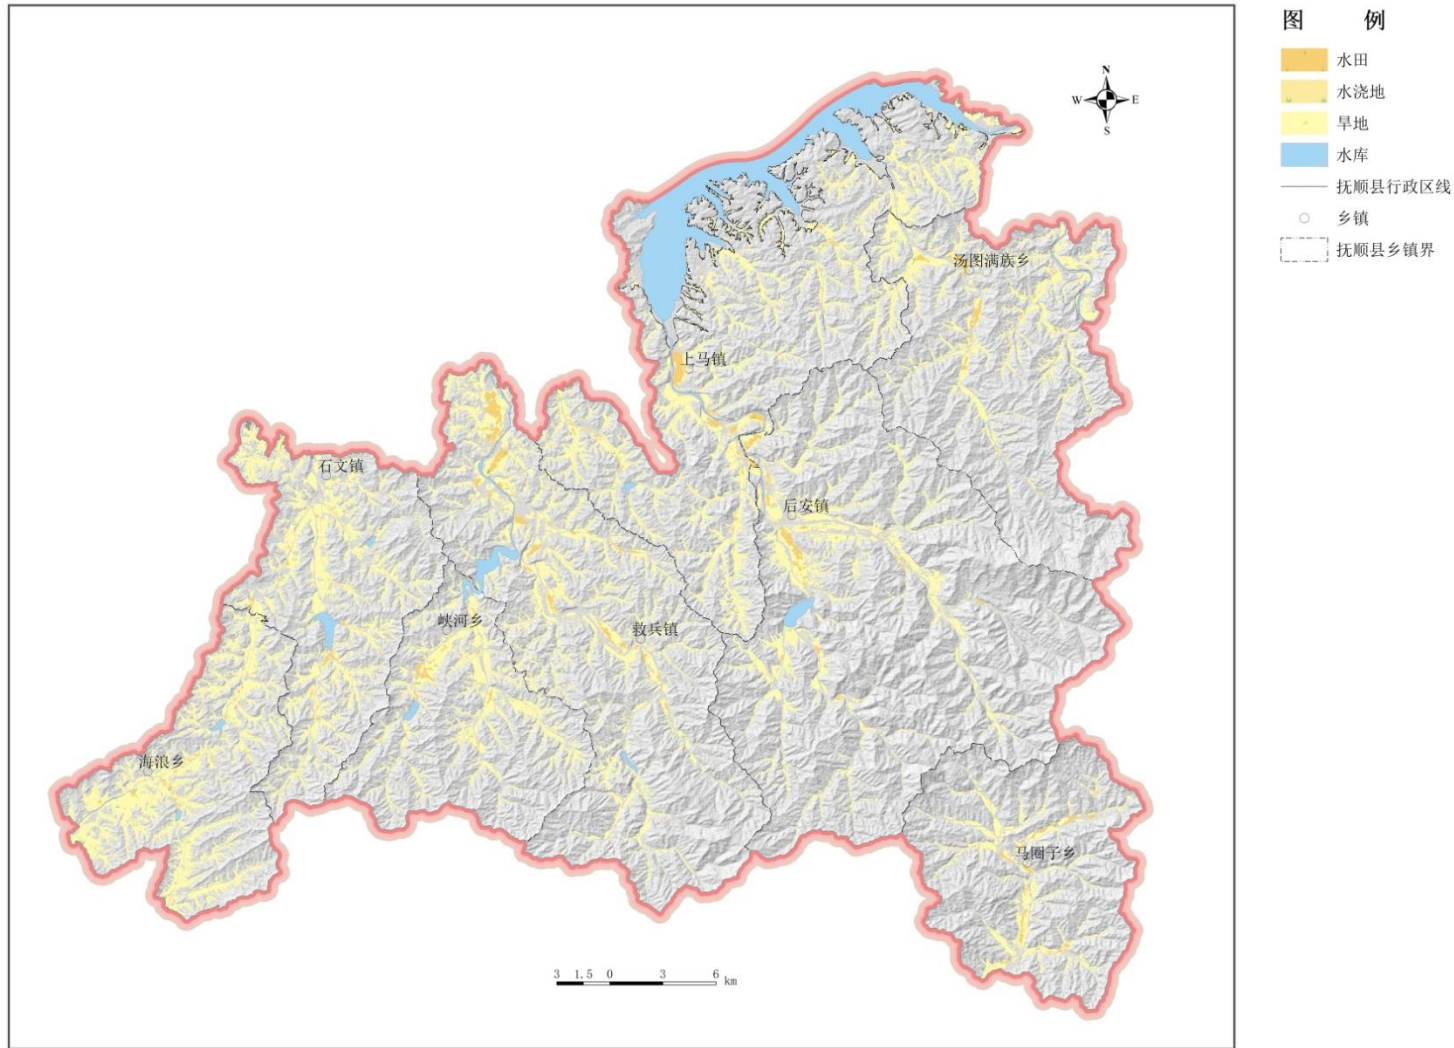 图 例
水田
水浇地
旱地
水库
抚顺县行政区线
乡镇
抚顺县乡镇界
N
W E
S
汤图满族乡
上马镇
石文镇
后安镇
峡河乡
救兵镇
海浪乡
马圈子乡
3 1.5 0 3 6 km